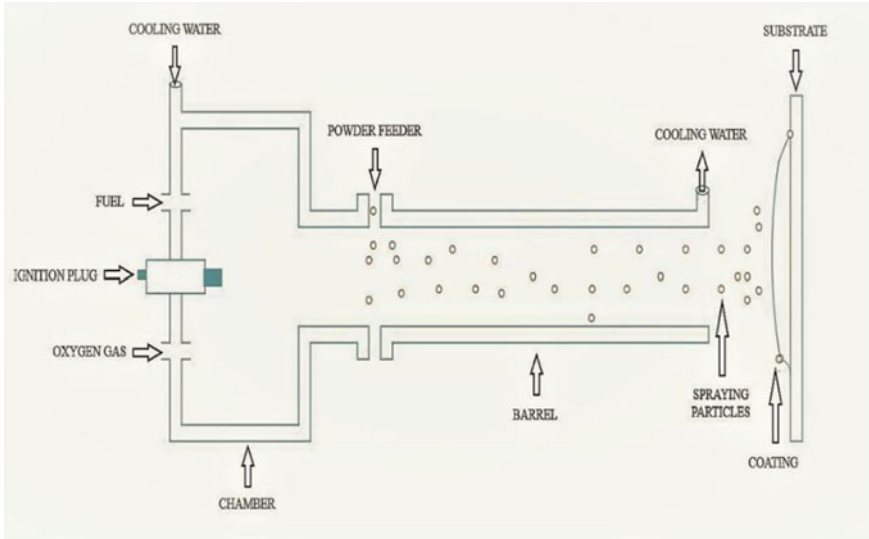 COOLING WATER
SUBSTRATE
POWDER FEEDER
COOLING WATER
FUEL
IGNITION PLUG
OXYGEN GAS
BARREL
SPRAYING
PARTICLES
COATING
CHAMBER